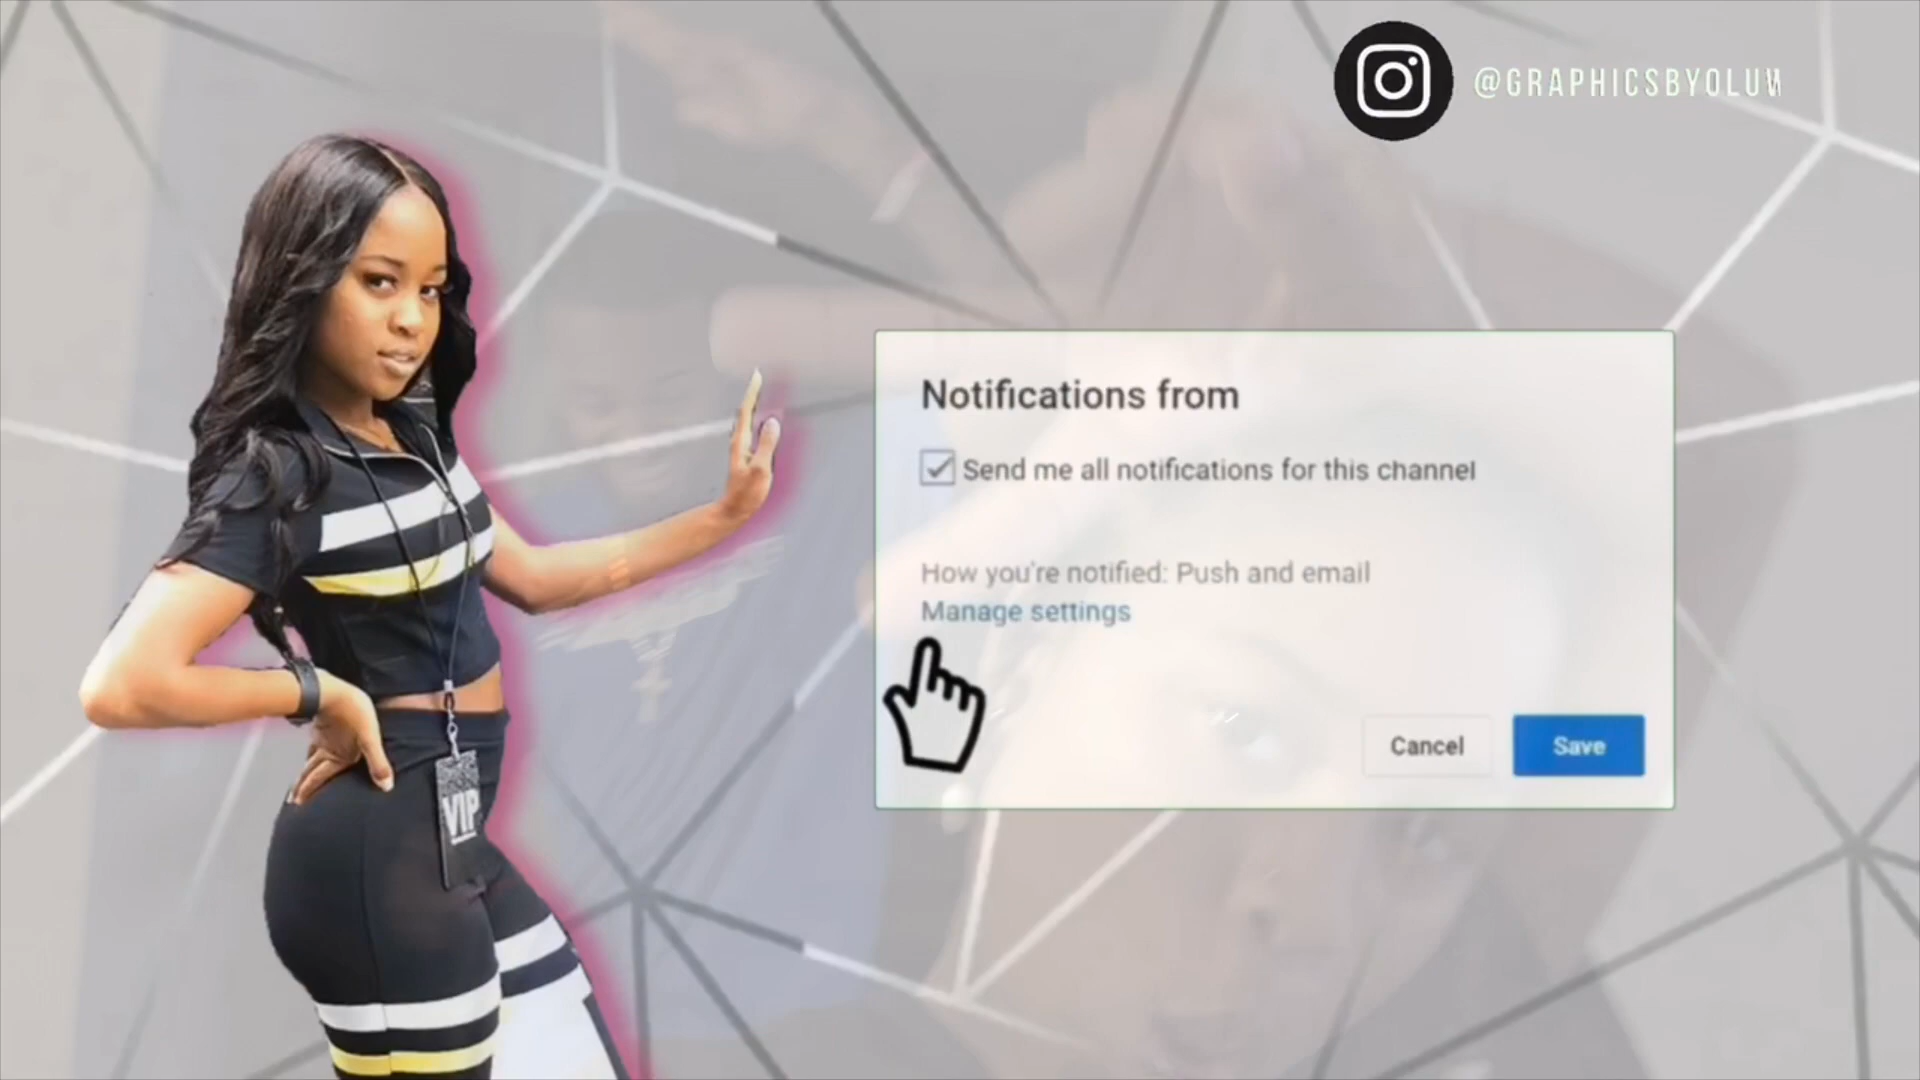 @GRAPHICSBYOLUW
Notifications from
Send me all notifications for this channel
How you're notified: Push and email
Manage settings
Cancel
Save
VIP